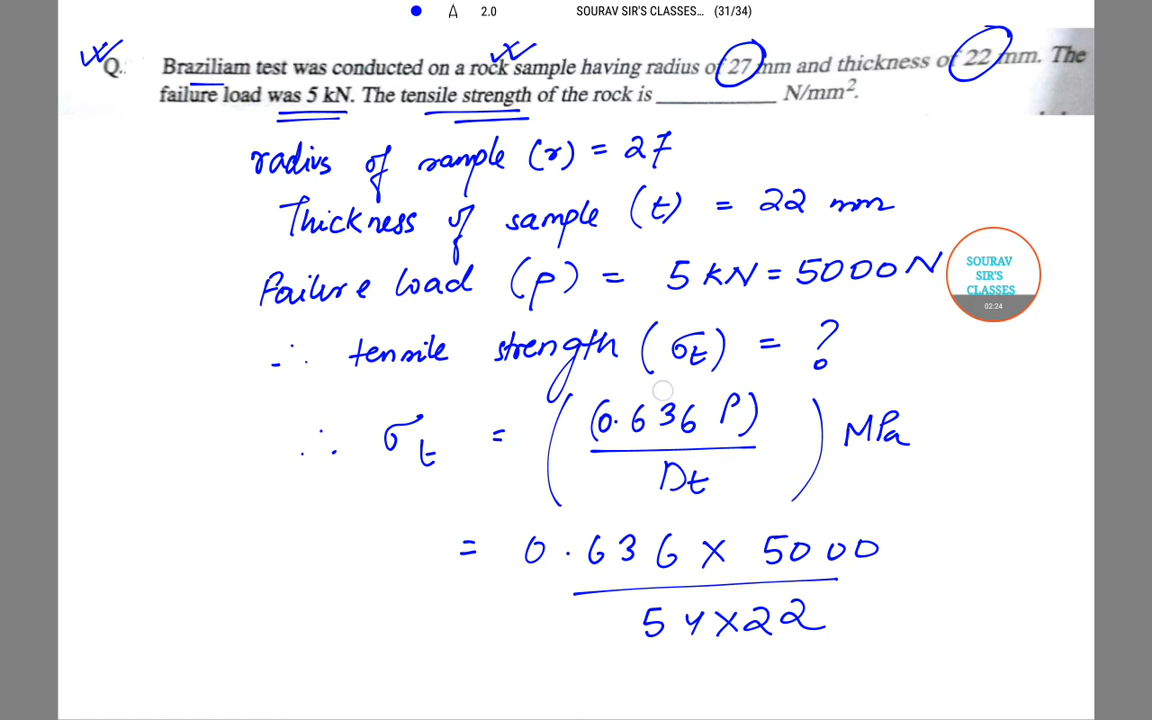 A 2.0 SOURAV SIR'S CLASSES... (31/34)
Q. Braziliam test was conducted on a rock sample having radius of 27 mm and thickness of 22 mm. The
failure load was 5 kN. The tensile strength of the rock is __________ N/mm².
radius of sample (r) = 27
Thickness of sample (t) = 22 mm
Failure load (p) = 5 kN = 5000 N
SOURAV
SIR'S
CLASSES
02:24
∴ tensile strength (σt) = ?
∴ σt = ( (0.636 P) / Dt ) MPa
= 0.636 × 5000
54×22